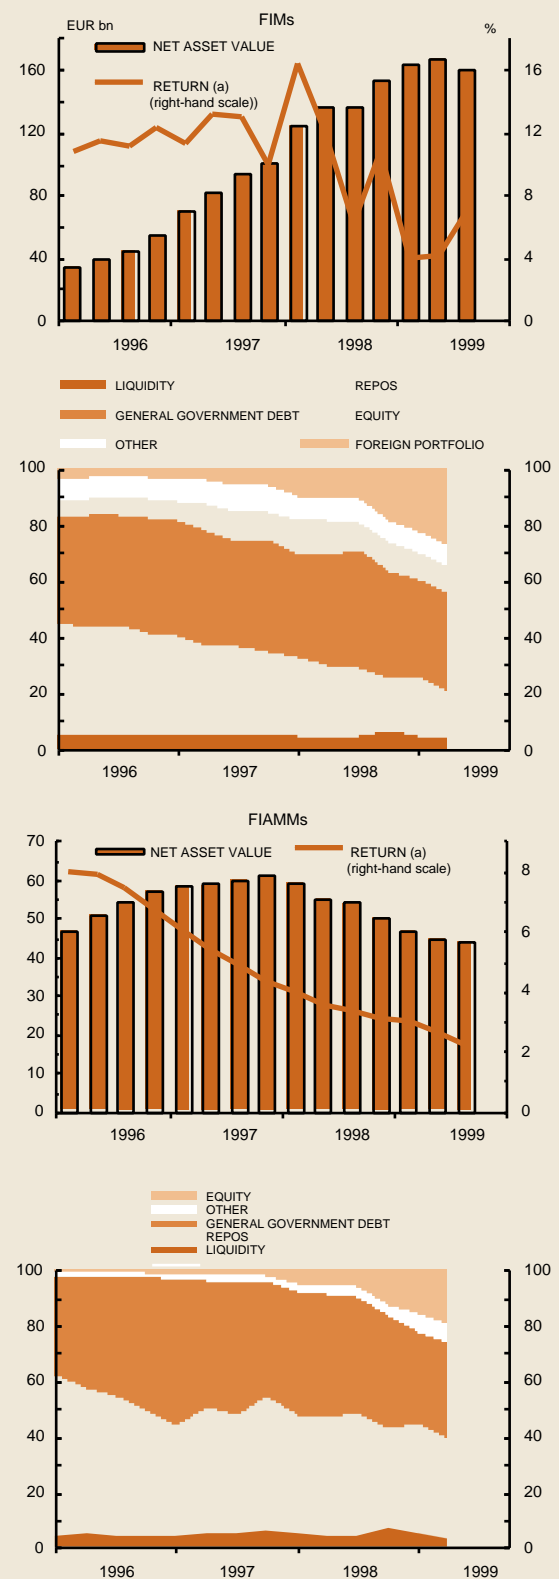 FIMs
EUR bn
%
NET ASSET VALUE
RETURN (a)
(right-hand scale))
160 16
120 12
80 8
40 4
0 0
1996 1997 1998 1999
LIQUIDITY REPOS
GENERAL GOVERNMENT DEBT EQUITY
OTHER FOREIGN PORTFOLIO
100 100
80 80
60 60
40 40
20 20
0 0
1996 1997 1998 1999
FIAMMs
70
NET ASSET VALUE RETURN (a)
(right-hand scale)
8
60
50
6
40
4
30
20
2
10
0 0
1996 1997 1998 1999
EQUITY
OTHER
GENERAL GOVERNMENT DEBT
REPOS
LIQUIDITY
100 100
80 80
60 60
40 40
20 20
0 0
1996 1997 1998 1999